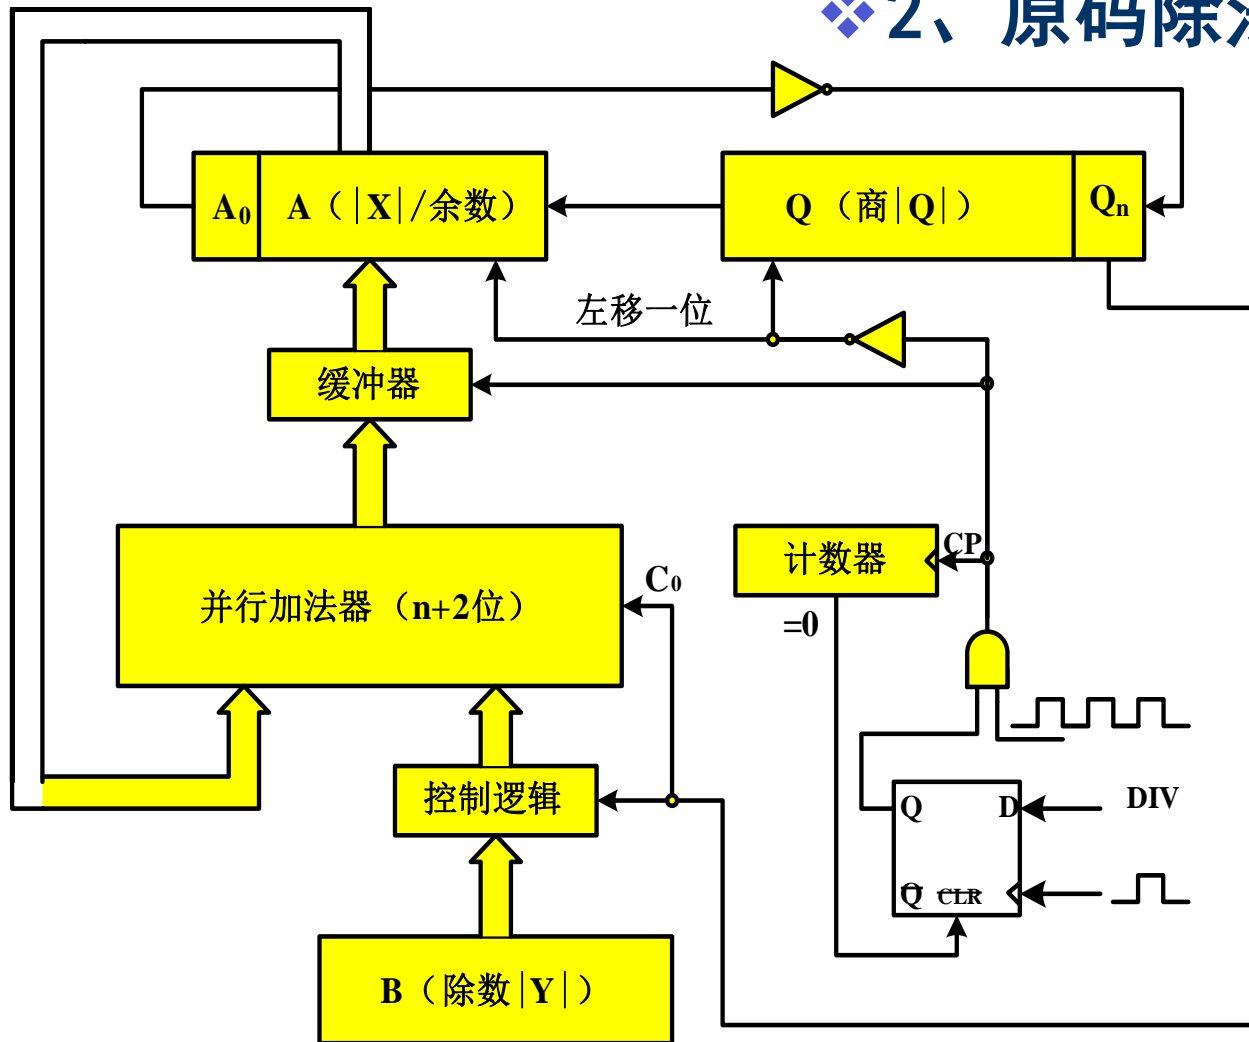 ❖2、原码除法
A₀ A（|X|/余数）
Q（商|Q|） Qn
左移一位
缓冲器
计数器
CP
=0
并行加法器（n+2位）
C₀
控制逻辑
Q D
DIV
Q̅ C̅L̅R̅
B（除数|Y|）